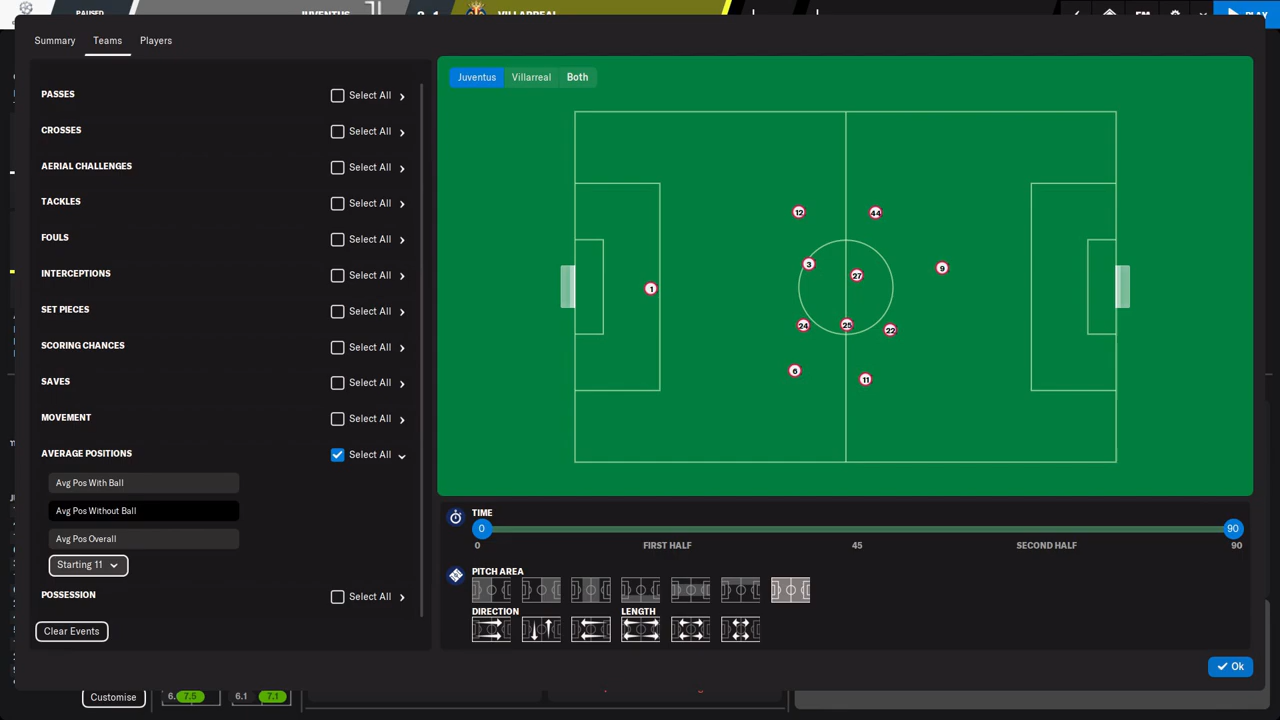 PAUSED JUVENTUS VILLARREAL PLAY
Summary Teams Players
PASSES Select All
CROSSES Select All
AERIAL CHALLENGES Select All
TACKLES Select All
FOULS Select All
INTERCEPTIONS Select All
SET PIECES Select All
SCORING CHANCES Select All
SAVES Select All
MOVEMENT Select All
AVERAGE POSITIONS Select All
Avg Pos With Ball
Avg Pos Without Ball
Avg Pos Overall
Starting 11
POSSESSION Select All
Clear Events
Juventus Villarreal Both
12 44
3 27 9
1
24 25 22
6 11
TIME
0 90
0 FIRST HALF 45 SECOND HALF 90
PITCH AREA
DIRECTION LENGTH
Ok
Customise 7.5 6.1 7.1